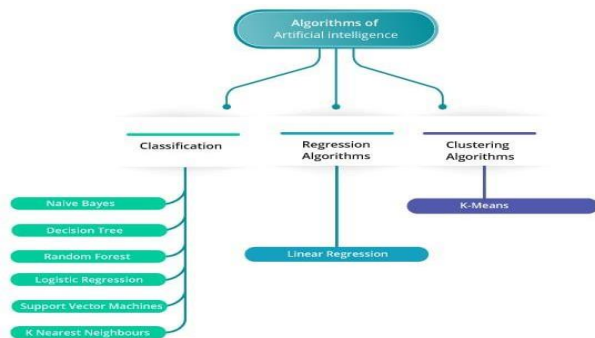 Algorithms of
Artificial intelligence
Classification
Regression
Algorithms
Clustering
Algorithms
Naive Bayes
Decision Tree
Random Forest
Logistic Regression
Support Vector Machines
K Nearest Neighbours
Linear Regression
K-Means